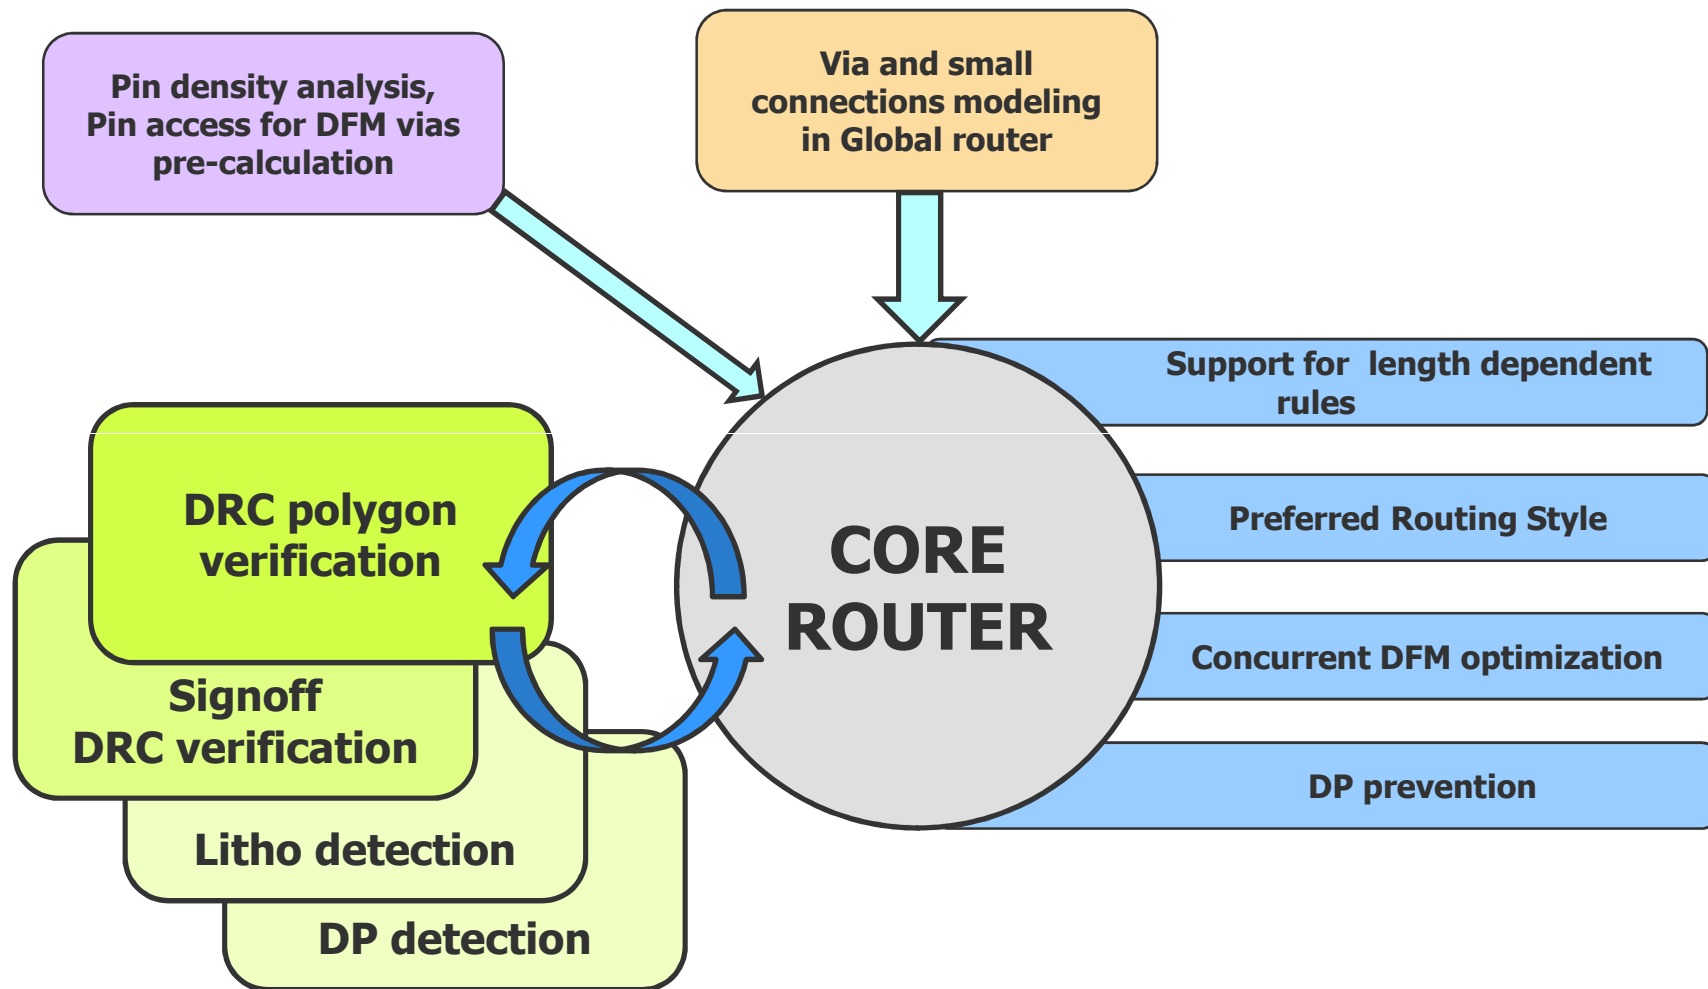 Pin density analysis,
Pin access for DFM vias
pre-calculation
Via and small
connections modeling
in Global router
Support for length dependent
rules
Preferred Routing Style
Concurrent DFM optimization
DP prevention
CORE
ROUTER
DRC polygon
verification
Signoff
DRC verification
Litho detection
DP detection